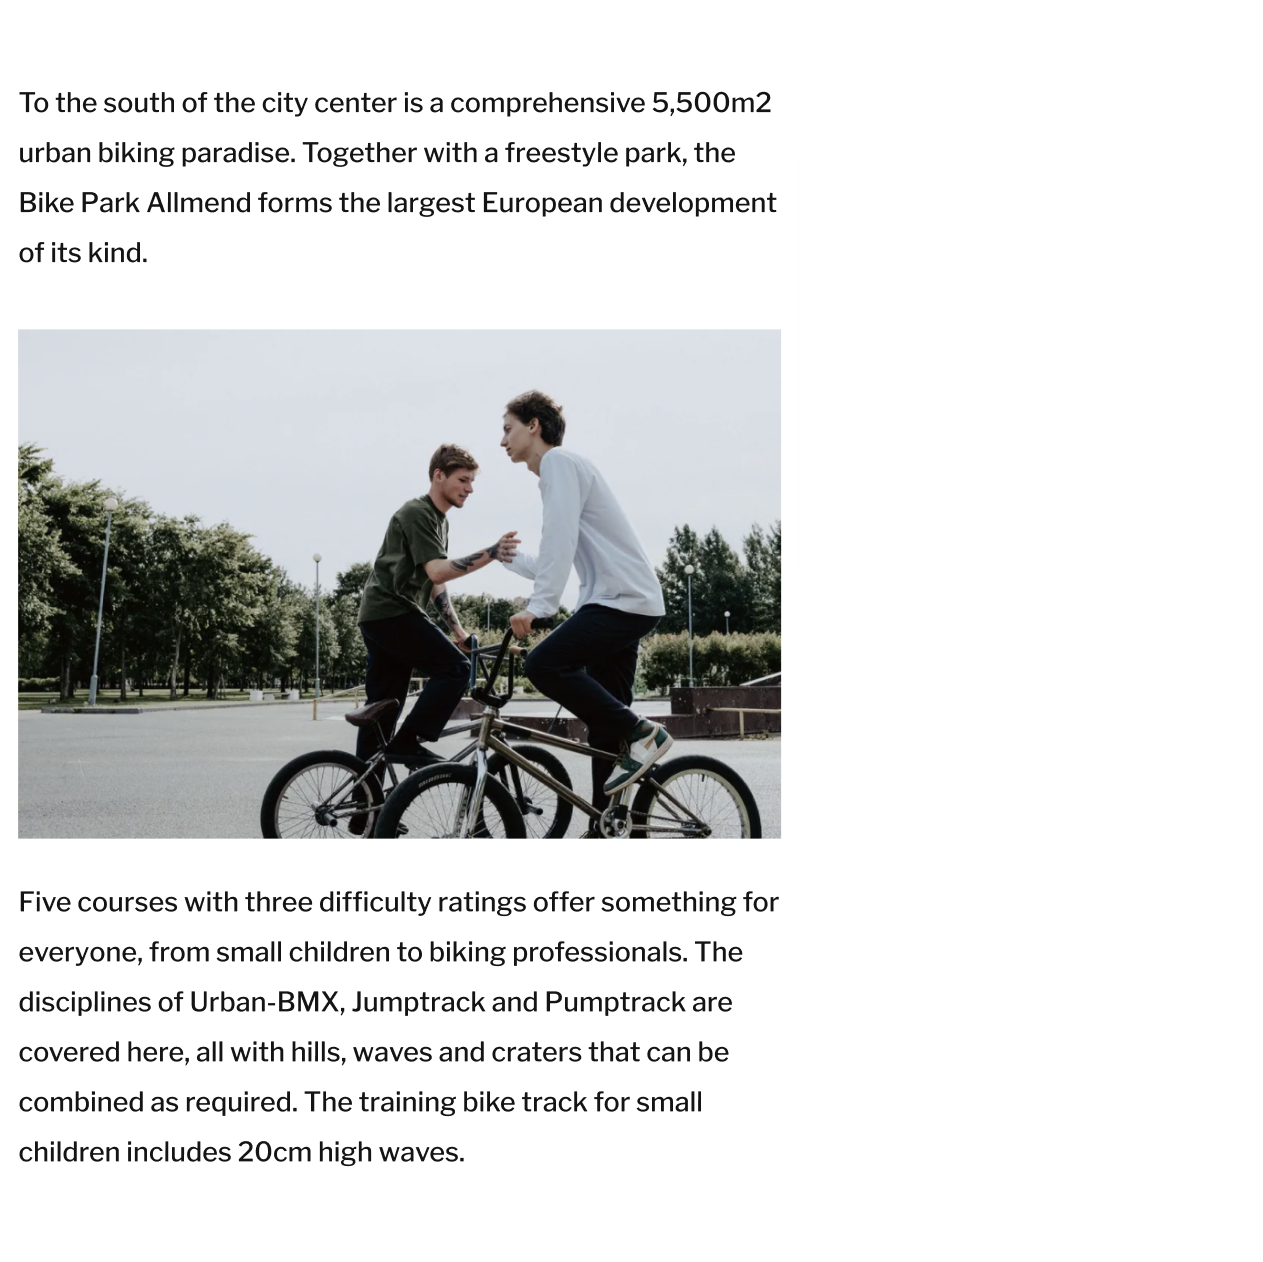 To the south of the city center is a comprehensive 5,500m2
urban biking paradise. Together with a freestyle park, the
Bike Park Allmend forms the largest European development
of its kind.
Five courses with three difficulty ratings offer something for
everyone, from small children to biking professionals. The
disciplines of Urban-BMX, Jumptrack and Pumptrack are
covered here, all with hills, waves and craters that can be
combined as required. The training bike track for small
children includes 20cm high waves.